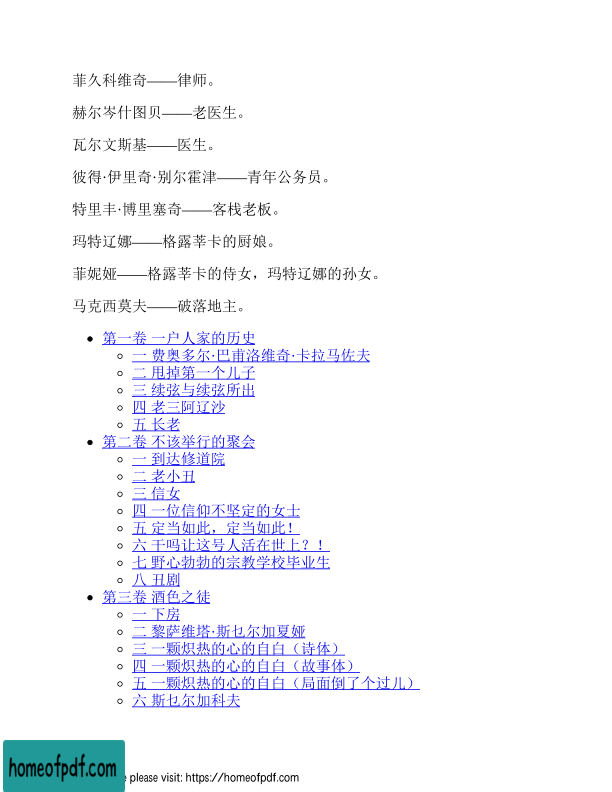 菲久科维奇——律师。
赫尔岑什图贝——老医生。
瓦尔文斯基——医生。
彼得·伊里奇·别尔霍津——青年公务员。
特里丰·博里塞奇——客栈老板。
玛特辽娜——格露莘卡的厨娘。
菲妮娅——格露莘卡的侍女，玛特辽娜的孙女。
马克西莫夫——破落地主。
第一卷 一户人家的历史
一 费奥多尔·巴甫洛维奇·卡拉马佐夫
二 甩掉第一个儿子
三 续弦与续弦所出
四 老三阿辽沙
五 长老
第二卷 不该举行的聚会
一 到达修道院
二 老小丑
三 信女
四 一位信仰不坚定的女士
五 定当如此，定当如此！
六 干吗让这号人活在世上？！
七 野心勃勃的宗教学校毕业生
八 丑剧
第三卷 酒色之徒
一 下房
二 黎萨维塔·斯乜尔加夏娅
三 一颗炽热的心的自白（诗体）
四 一颗炽热的心的自白（故事体）
五 一颗炽热的心的自白（局面倒了个过儿）
六 斯乜尔加科夫
homeofpdf.com
please visit: https://homeofpdf.com